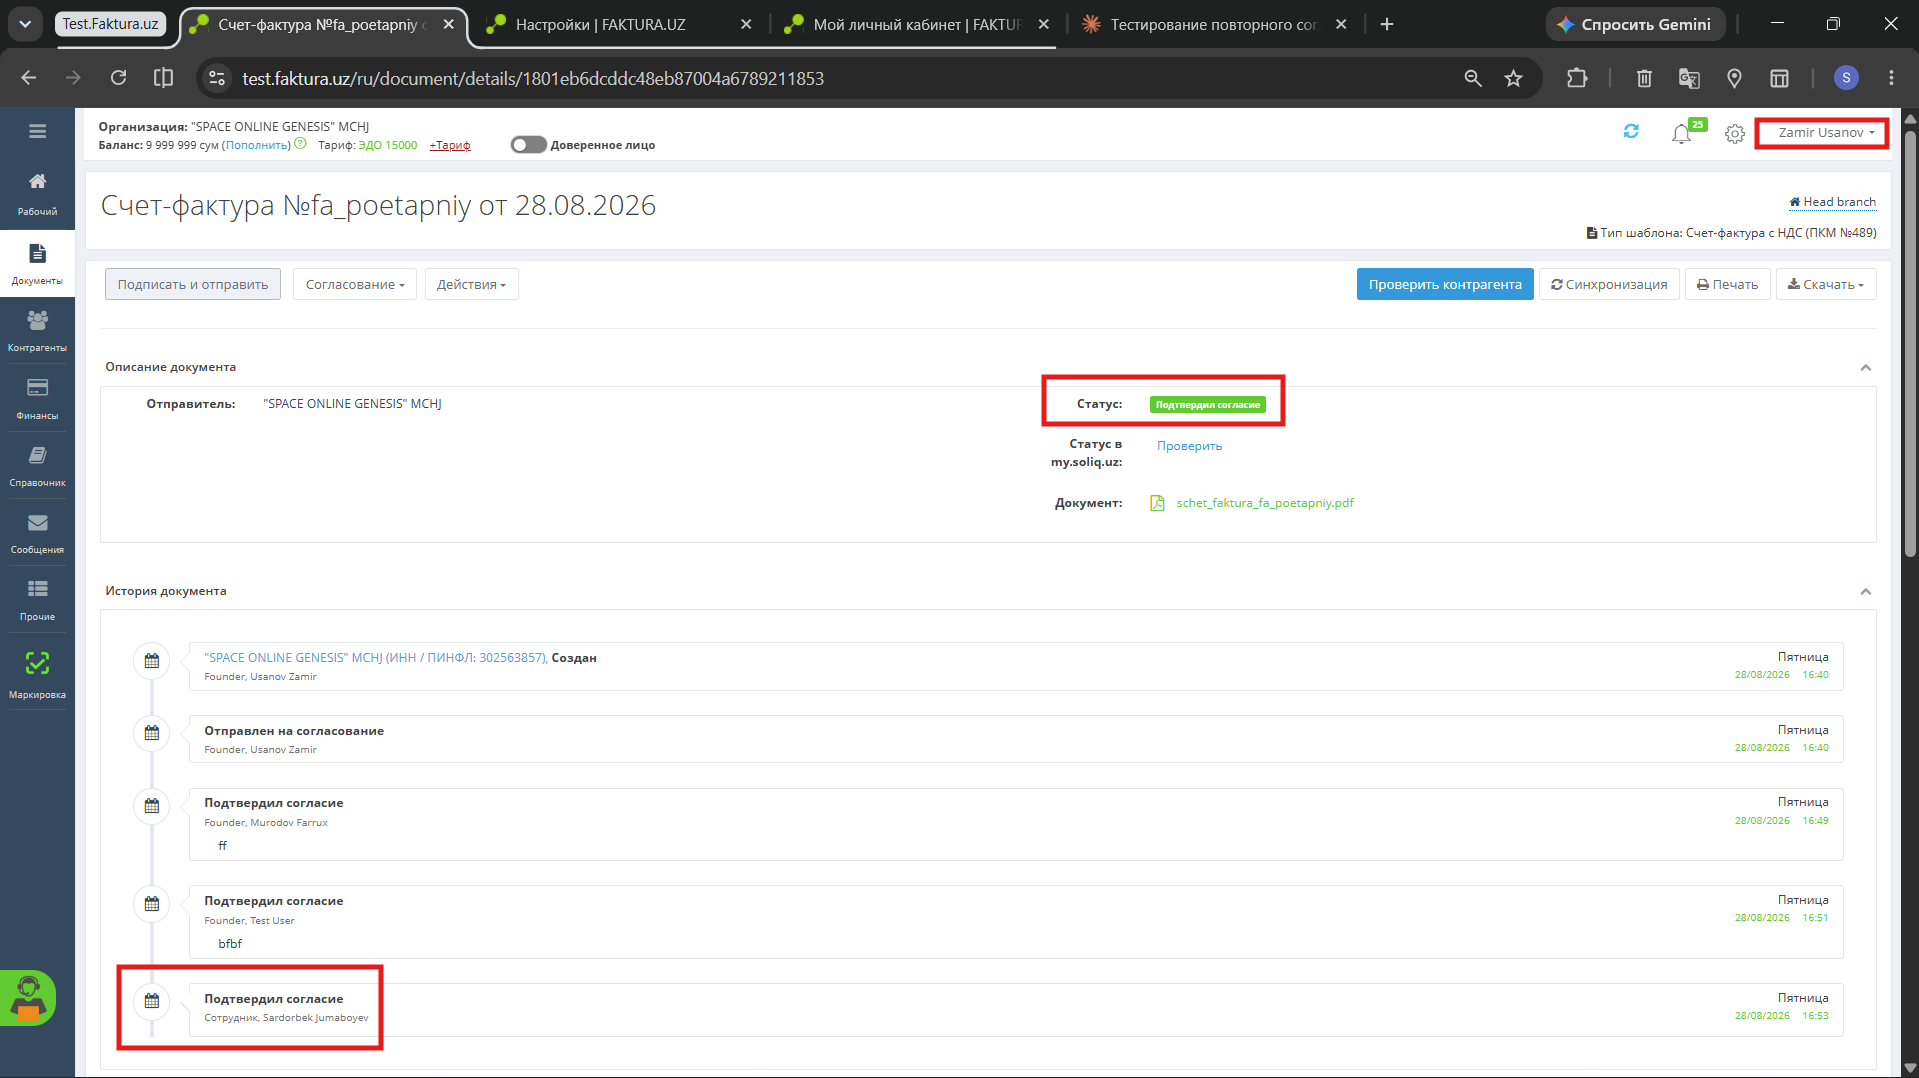 Test.Faktura.uz
Счет-фактура №fa_poetapniy
Настройки | FAKTURA.UZ
Мой личный кабинет | FAKTUR
Тестирование повторного сог
Спросить Gemini
test.faktura.uz/ru/document/details/1801eb6dcddc48eb87004a6789211853
S
Организация: "SPACE ONLINE GENESIS" MCHJ
Баланс: 9 999 999 сум (Пополнить) ? Тариф: ЭДО 15000 +Тариф
Доверенное лицо
25
Zamir Usanov
Рабочий
Документы
Контрагенты
Финансы
Справочник
Сообщения
Прочие
Маркировка
Счет-фактура №fa_poetapniy от 28.08.2026
Head branch
Тип шаблона: Счет-фактура с НДС (ПКМ №489)
Подписать и отправить
Согласование
Действия
Проверить контрагента
Синхронизация
Печать
Скачать
Описание документа
Отправитель: "SPACE ONLINE GENESIS" MCHJ
Статус: Подтвердил согласие
Статус в my.soliq.uz: Проверить
Документ: schet_faktura_fa_poetapniy.pdf
История документа
"SPACE ONLINE GENESIS" MCHJ (ИНН / ПИНФЛ: 302563857), Создан
Founder, Usanov Zamir
Пятница
28/08/2026 16:40
Отправлен на согласование
Founder, Usanov Zamir
Пятница
28/08/2026 16:40
Подтвердил согласие
Founder, Murodov Farrux
ff
Пятница
28/08/2026 16:49
Подтвердил согласие
Founder, Test User
bfbf
Пятница
28/08/2026 16:51
Подтвердил согласие
Сотрудник, Sardorbek Jumaboyev
Пятница
28/08/2026 16:53